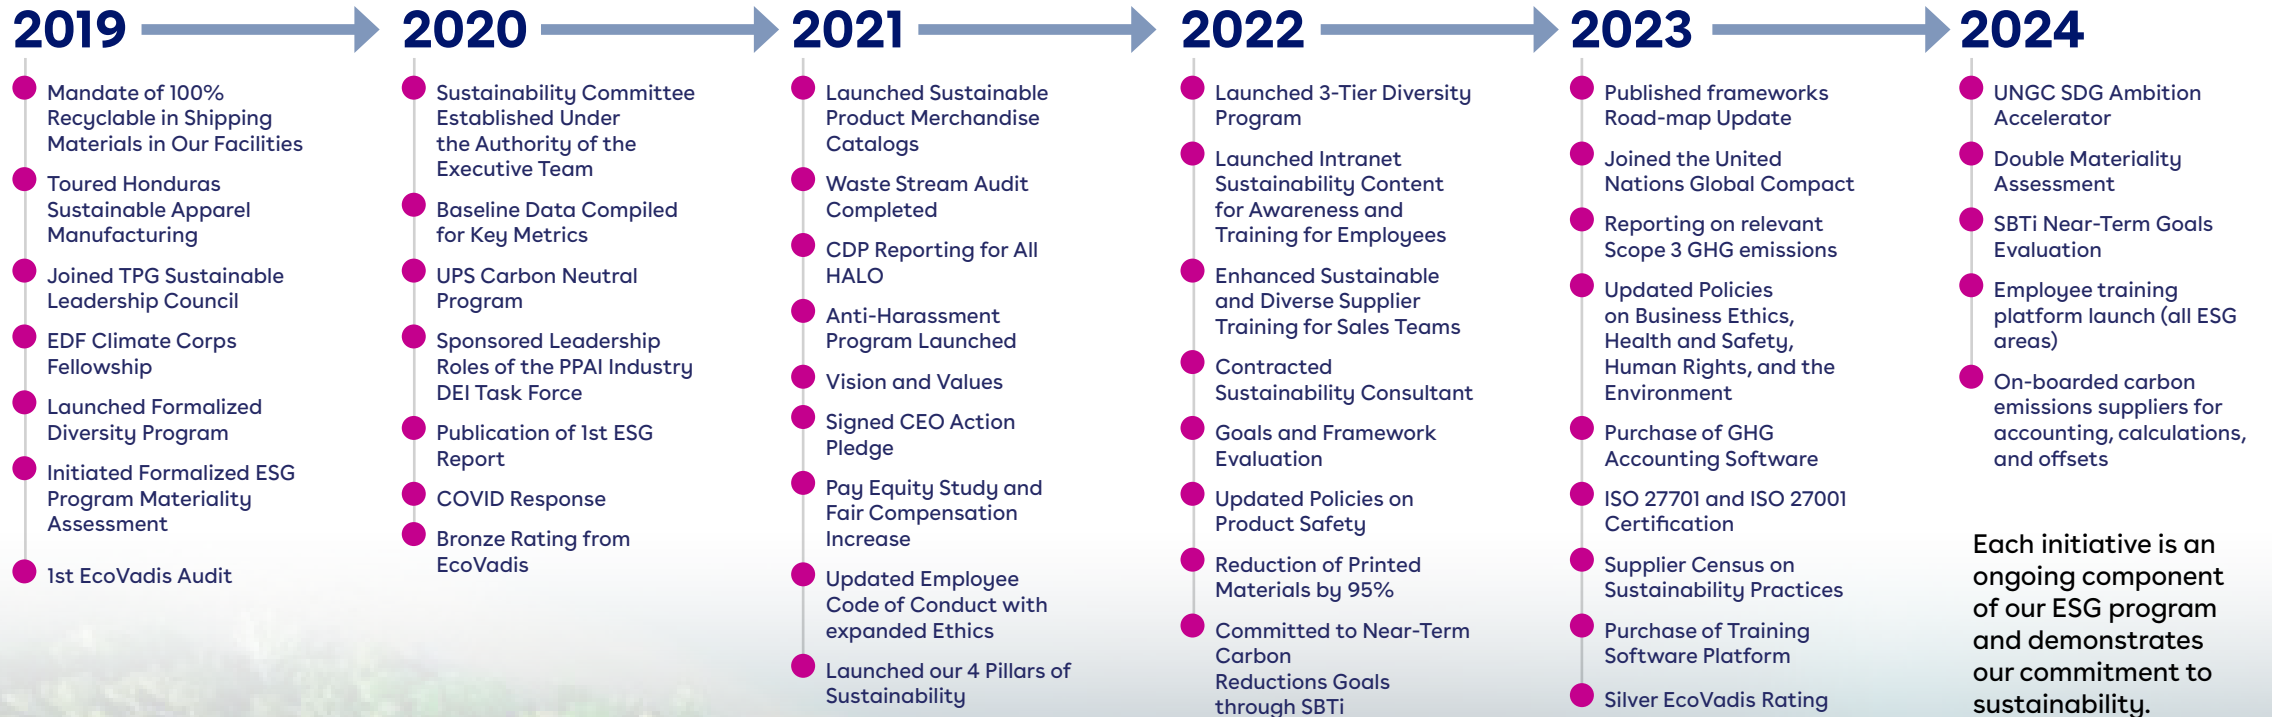 2019
Mandate of 100%
Recyclable in Shipping
Materials in Our Facilities
Toured Honduras
Sustainable Apparel
Manufacturing
Joined TPG Sustainable
Leadership Council
EDF Climate Corps
Fellowship
Launched Formalized
Diversity Program
Initiated Formalized ESG
Program Materiality
Assessment
1st EcoVadis Audit
2020
Sustainability Committee
Established Under
the Authority of the
Executive Team
Baseline Data Compiled
for Key Metrics
UPS Carbon Neutral
Program
Sponsored Leadership
Roles of the PPAI Industry
DEI Task Force
Publication of 1st ESG
Report
COVID Response
Bronze Rating from
EcoVadis
2021
Launched Sustainable
Product Merchandise
Catalogs
Waste Stream Audit
Completed
CDP Reporting for All
HALO
Anti-Harassment
Program Launched
Vision and Values
Signed CEO Action
Pledge
Pay Equity Study and
Fair Compensation
Increase
Updated Employee
Code of Conduct with
expanded Ethics
Launched our 4 Pillars of
Sustainability
2022
Launched 3-Tier Diversity
Program
Launched Intranet
Sustainability Content
for Awareness and
Training for Employees
Enhanced Sustainable
and Diverse Supplier
Training for Sales Teams
Contracted
Sustainability Consultant
Goals and Framework
Evaluation
Updated Policies on
Product Safety
Reduction of Printed
Materials by 95%
Committed to Near-Term
Carbon
Reductions Goals
through SBTi
2023
Published frameworks
Road-map Update
Joined the United
Nations Global Compact
Reporting on relevant
Scope 3 GHG emissions
Updated Policies
on Business Ethics,
Health and Safety,
Human Rights, and the
Environment
Purchase of GHG
Accounting Software
ISO 27701 and ISO 27001
Certification
Supplier Census on
Sustainability Practices
Purchase of Training
Software Platform
Silver EcoVadis Rating
2024
UNGC SDG Ambition
Accelerator
Double Materiality
Assessment
SBTi Near-Term Goals
Evaluation
Employee training
platform launch (all ESG
areas)
On-boarded carbon
emissions suppliers for
accounting, calculations,
and offsets
Each initiative is an
ongoing component
of our ESG program
and demonstrates
our commitment to
sustainability.